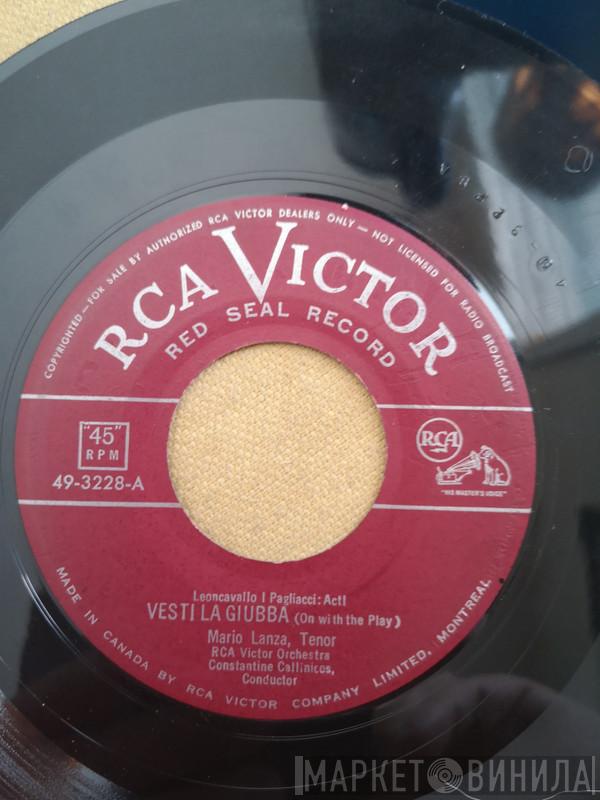 COPYRIGHTED — FOR SALE BY AUTHORIZED RCA VICTOR DEALERS ONLY — NOT LICENSED FOR RADIO BROADCAST
RCA VICTOR
RED SEAL RECORD
"45"
RPM
49-3228-A
RCA
"HIS MASTER'S VOICE"
Leoncavallo I Pagliacci: ActI
VESTI LA GIUBBA (On with the Play)
Mario Lanza, Tenor
RCA Victor Orchestra
Constantine Callinicos,
Conductor
MADE IN CANADA BY RCA VICTOR COMPANY LIMITED, MONTREAL
МАРКЕТ ВИНИЛА